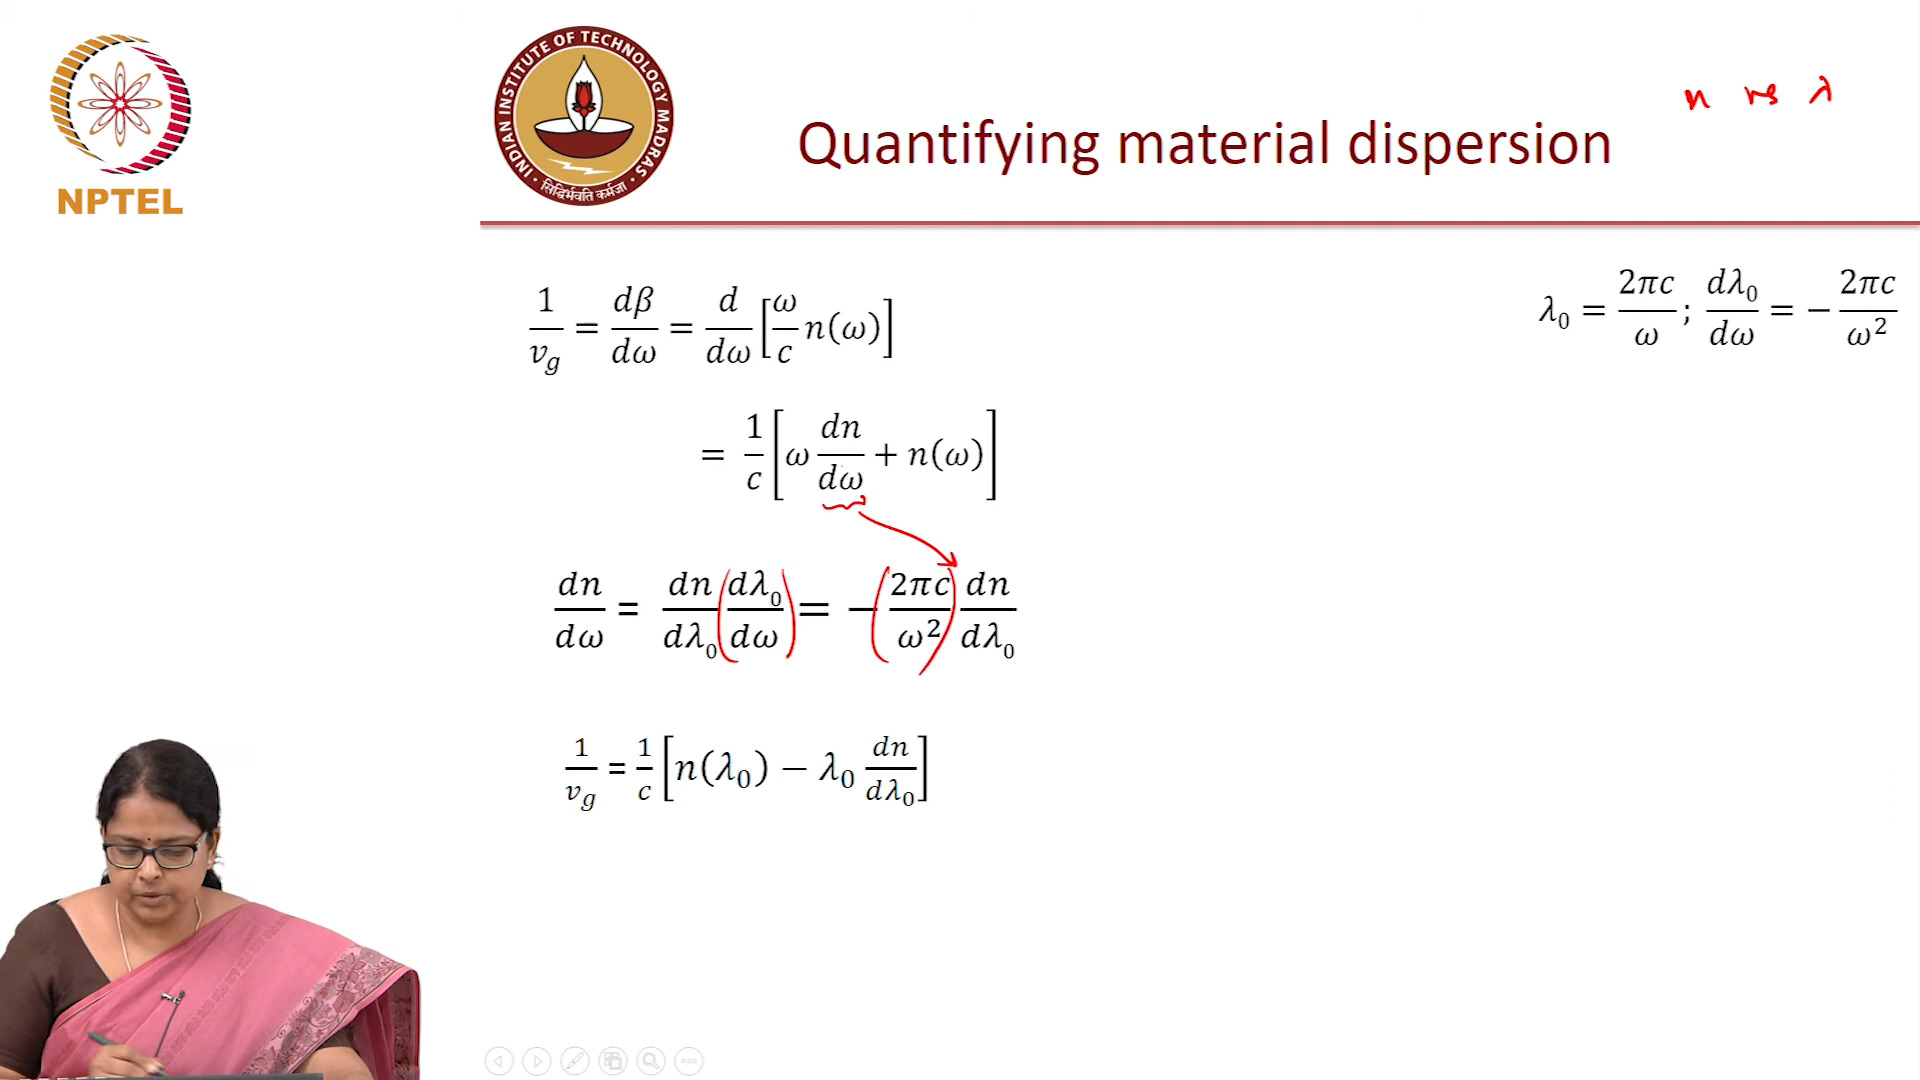 NPTEL
INDIAN INSTITUTE OF TECHNOLOGY MADRAS
सिद्धिर्भवति कर्मजा
n vs λ
Quantifying material dispersion
1/v_g = dβ/dω = d/dω [ω/c n(ω)]
λ₀ = 2πc/ω ; dλ₀/dω = − 2πc/ω²
= 1/c [ω dn/dω + n(ω)]
dn/dω = dn/dλ₀ (dλ₀/dω) = −(2πc/ω²) dn/dλ₀
1/v_g = 1/c [n(λ₀) − λ₀ dn/dλ₀]